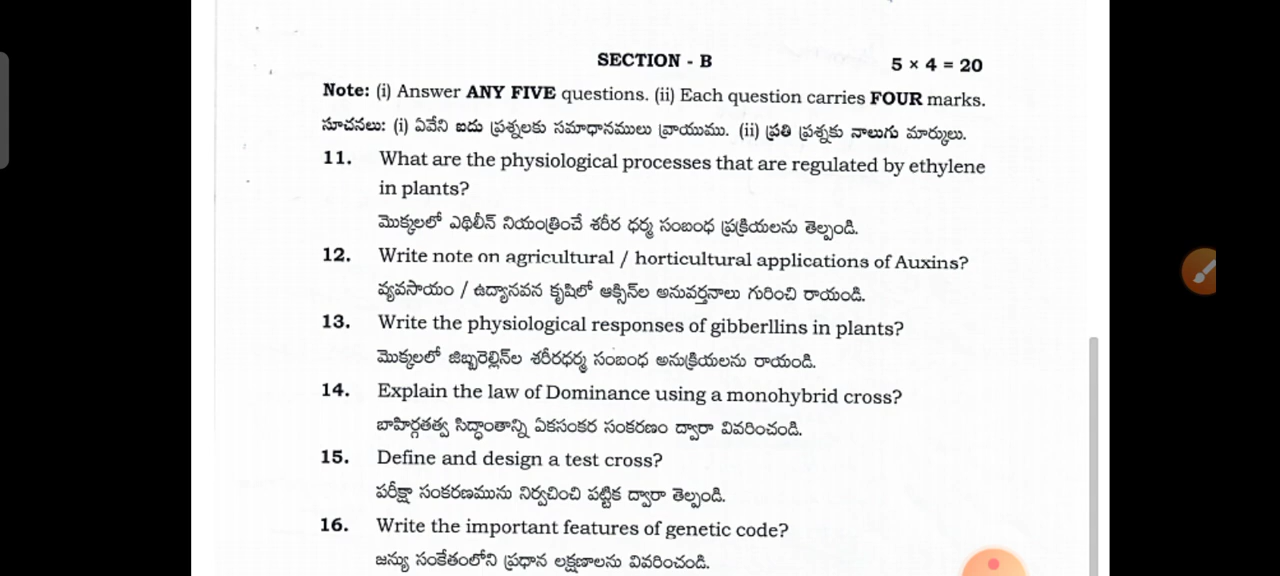 SECTION - B
5 × 4 = 20
Note: (i) Answer ANY FIVE questions. (ii) Each question carries FOUR marks.
సూచనలు: (i) ఏవేని ఐదు ప్రశ్నలకు సమాధానములు వ్రాయుము. (ii) ప్రతి ప్రశ్నకు నాలుగు మార్కులు.
11. What are the physiological processes that are regulated by ethylene
in plants?
మొక్కలలో ఎథిలీన్ నియంత్రించే శరీర ధర్మ సంబంధ ప్రక్రియలను తెల్పండి.
12. Write note on agricultural / horticultural applications of Auxins?
వ్యవసాయం / ఉద్యానవన కృషిలో ఆక్సిన్‌ల అనువర్తనాలు గురించి రాయండి.
13. Write the physiological responses of gibberllins in plants?
మొక్కలలో జిబ్బరెల్లిన్‌ల శరీరధర్మ సంబంధ అనుక్రియలను రాయండి.
14. Explain the law of Dominance using a monohybrid cross?
బాహిర్గతత్వ సిద్ధాంతాన్ని ఏకసంకర సంకరణం ద్వారా వివరించండి.
15. Define and design a test cross?
పరీక్షా సంకరణమును నిర్వచించి పట్టిక ద్వారా తెల్పండి.
16. Write the important features of genetic code?
జన్యు సంకేతంలోని ప్రధాన లక్షణాలను వివరించండి.